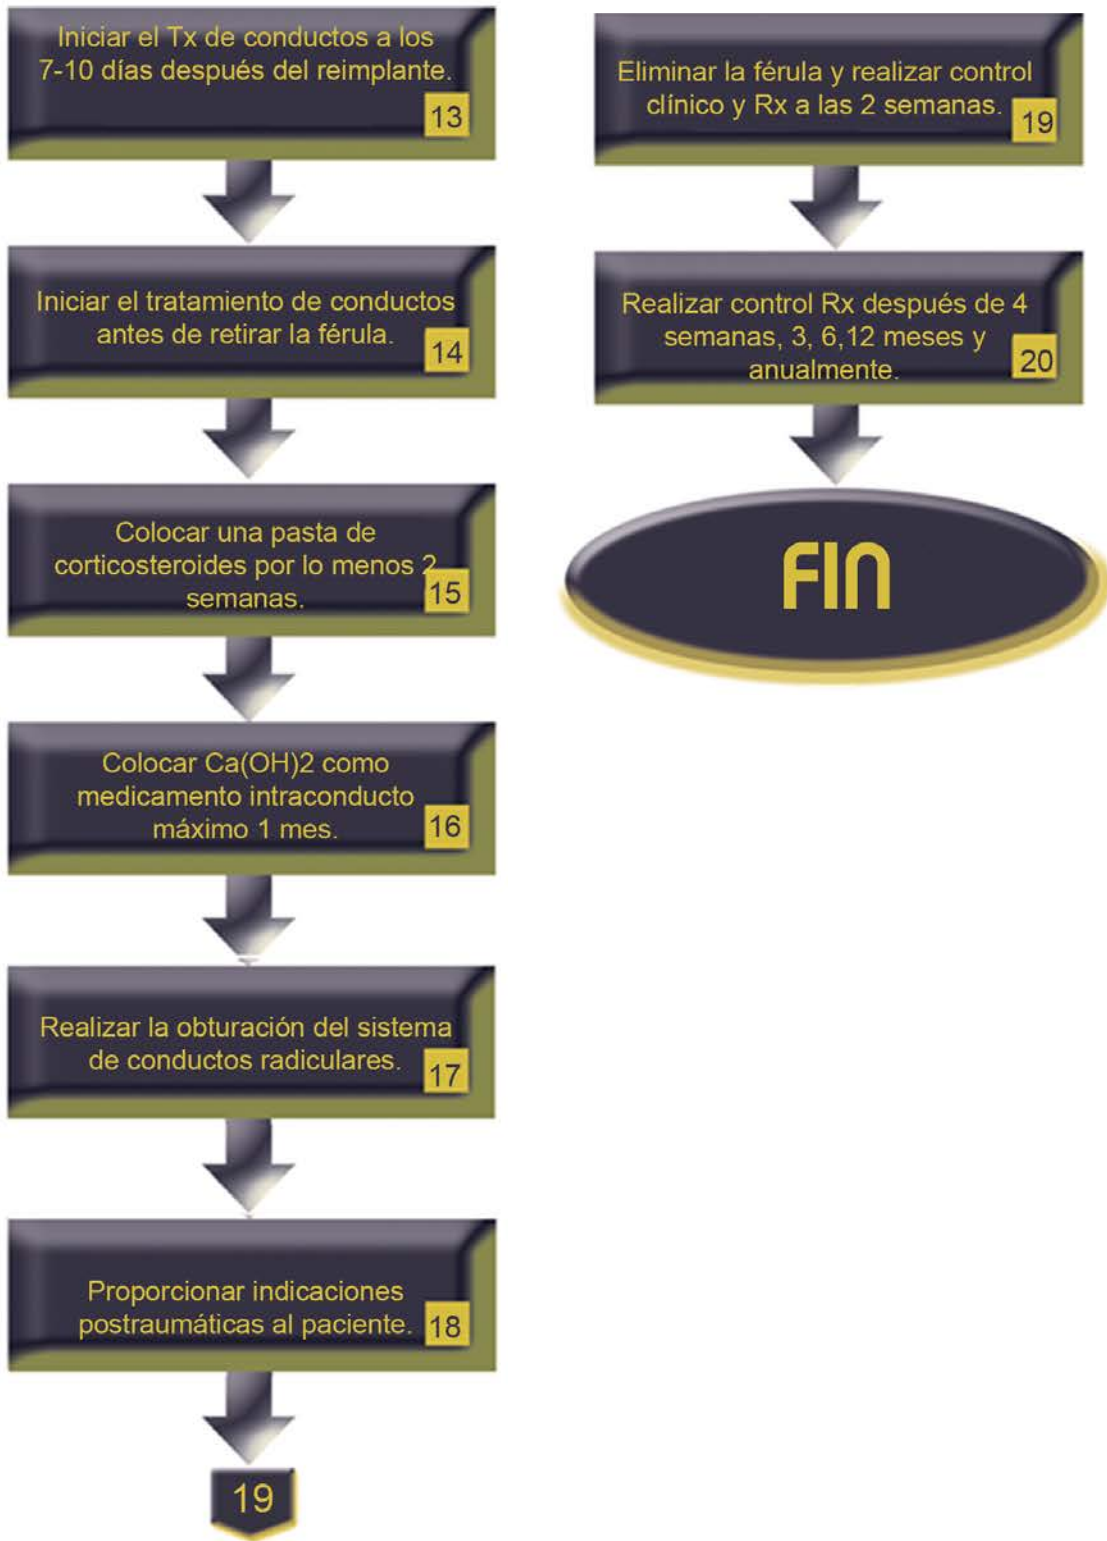 Iniciar el Tx de conductos a los
7-10 días después del reimplante.
13
Iniciar el tratamiento de conductos
antes de retirar la férula.
14
Colocar una pasta de
corticosteroides por lo menos 2
semanas.
15
Colocar Ca(OH)2 como
medicamento intraconducto
máximo 1 mes.
16
Realizar la obturación del sistema
de conductos radiculares.
17
Proporcionar indicaciones
postraumáticas al paciente.
18
19
Eliminar la férula y realizar control
clínico y Rx a las 2 semanas.
19
Realizar control Rx después de 4
semanas, 3, 6,12 meses y
anualmente.
20
FIN